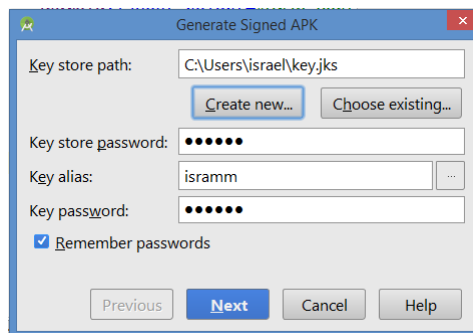 Generate Signed APK
Key store path: C:\Users\israel\key.jks
Create new... Choose existing...
Key store password: ••••••
Key alias: isramm ...
Key password: ••••••
Remember passwords
Previous Next Cancel Help